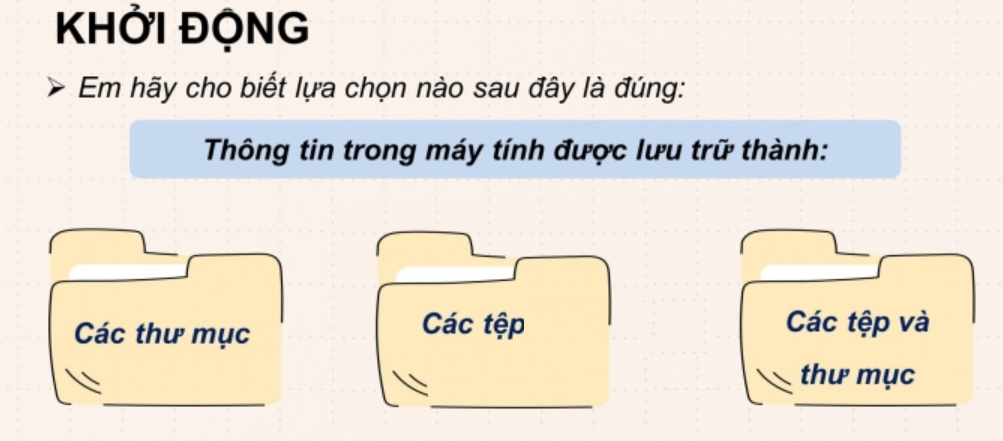 KHỞI ĐỘNG
➢ Em hãy cho biết lựa chọn nào sau đây là đúng:
Thông tin trong máy tính được lưu trữ thành:
Các thư mục
Các tệp
Các tệp và
thư mục